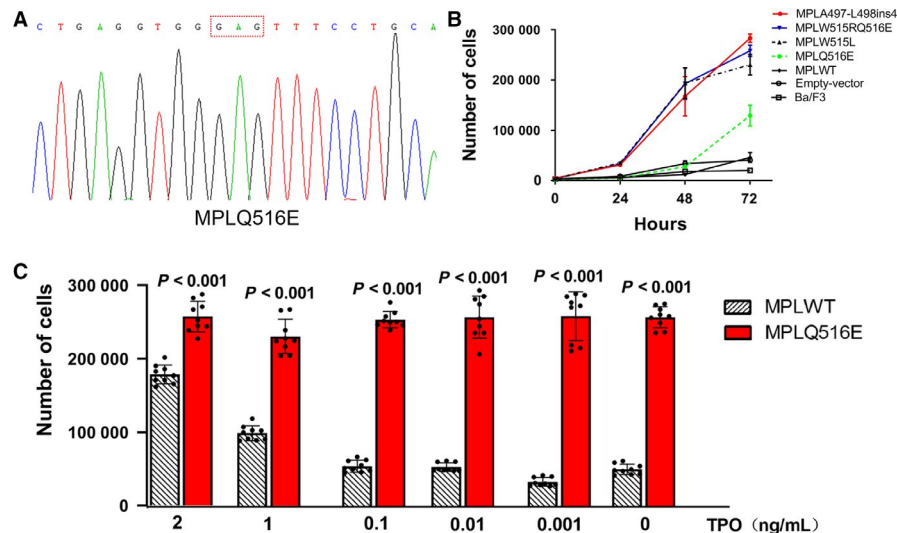 A
C T G A G G T G G G A G T T T C C T G C A
MPLQ516E
B
Number of cells
300 000
200 000
100 000
0
0 24 48 72
Hours
MPLA497-L498ins4
MPLW515RQ516E
MPLW515L
MPLQ516E
MPLWT
Empty-vector
Ba/F3
C
Number of cells
300 000
200 000
100 000
0
P < 0.001 P < 0.001 P < 0.001 P < 0.001 P < 0.001 P < 0.001
MPLWT
MPLQ516E
2 1 0.1 0.01 0.001 0 TPO（ng/mL）